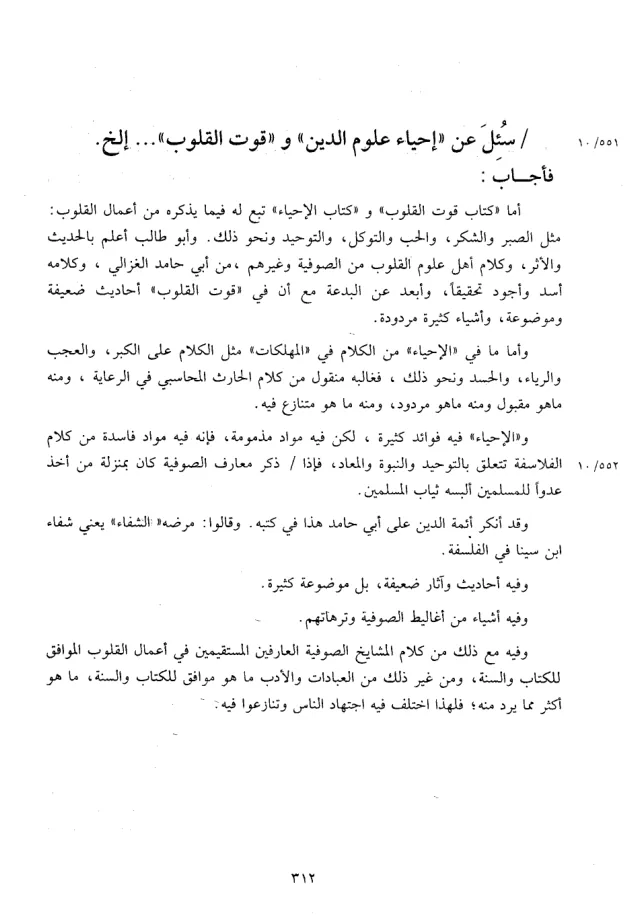 ١٠/٥٥١ / سُئِلَ عن «إحياء علوم الدين» و «قوت القلوب»... إلخ.
فأجـــاب :
أما «كتاب قوت القلوب» و «كتاب الإحياء» تبع له فيما يذكره من أعمال القلوب:
مثل الصبر والشكر، والحب والتوكل، والتوحيد ونحو ذلك. وأبو طالب أعلم بالحديث
والأثر، وكلام أهل علوم القلوب من الصوفية وغيرهم ،من أبي حامد الغزالي ، وكلامه
أسد وأجود تحقيقاً، وأبعد عن البدعة مع أن في «قوت القلوب» أحاديث ضعيفة
وموضوعة، وأشياء كثيرة مردودة.
وأما ما في «الإحياء» من الكلام في «المهلكات» مثل الكلام على الكبر، والعجب
والرياء، والحسد ونحو ذلك ، فغالبه منقول من كلام الحارث المحاسبي في الرعاية ، ومنه
ماهو مقبول ومنه ماهو مردود، ومنه ما هو متنازع فيه.
و«الإحياء» فيه فوائد كثيرة ، لكن فيه مواد مذمومة، فإنه فيه مواد فاسدة من كلام
١٠/٥٥٢ الفلاسفة تتعلق بالتوحيد والنبوة والمعاد، فإذا / ذكر معارف الصوفية كان بمنزلة من أخذ
عدواً للمسلمين ألبسه ثياب المسلمين.
وقد أنكر أئمة الدين على أبي حامد هذا في كتبه. وقالوا: مرضه«الشفاء» يعني شفاء
ابن سينا في الفلسفة.
وفيه أحاديث وآثار ضعيفة، بل موضوعة كثيرة.
وفيه أشياء من أغاليط الصوفية وترهاتهم.
وفيه مع ذلك من كلام المشايخ الصوفية العارفين المستقيمين في أعمال القلوب الموافق
للكتاب والسنة، ومن غير ذلك من العبادات والأدب ما هو موافق للكتاب والسنة، ما هو
أكثر مما يرد منه؛ فلهذا اختلف فيه اجتهاد الناس وتنازعوا فيه.
٣١٢